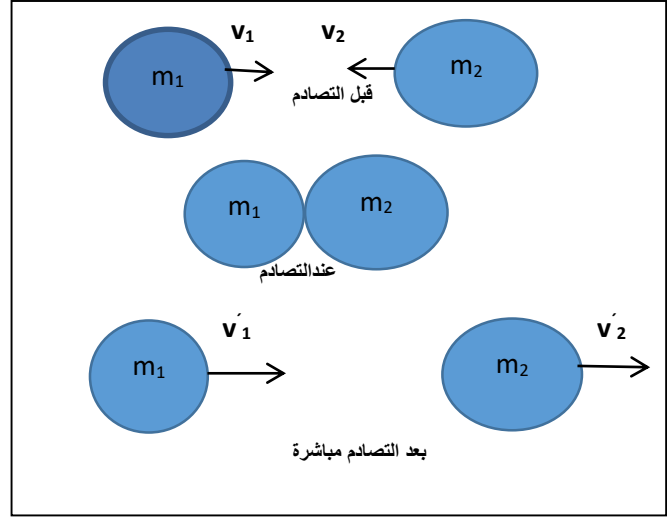 v₁ v₂
m₁ m₂
قبل التصادم
m₁ m₂
عندالتصادم
v´₁ v´₂
m₁ m₂
بعد التصادم مباشرة